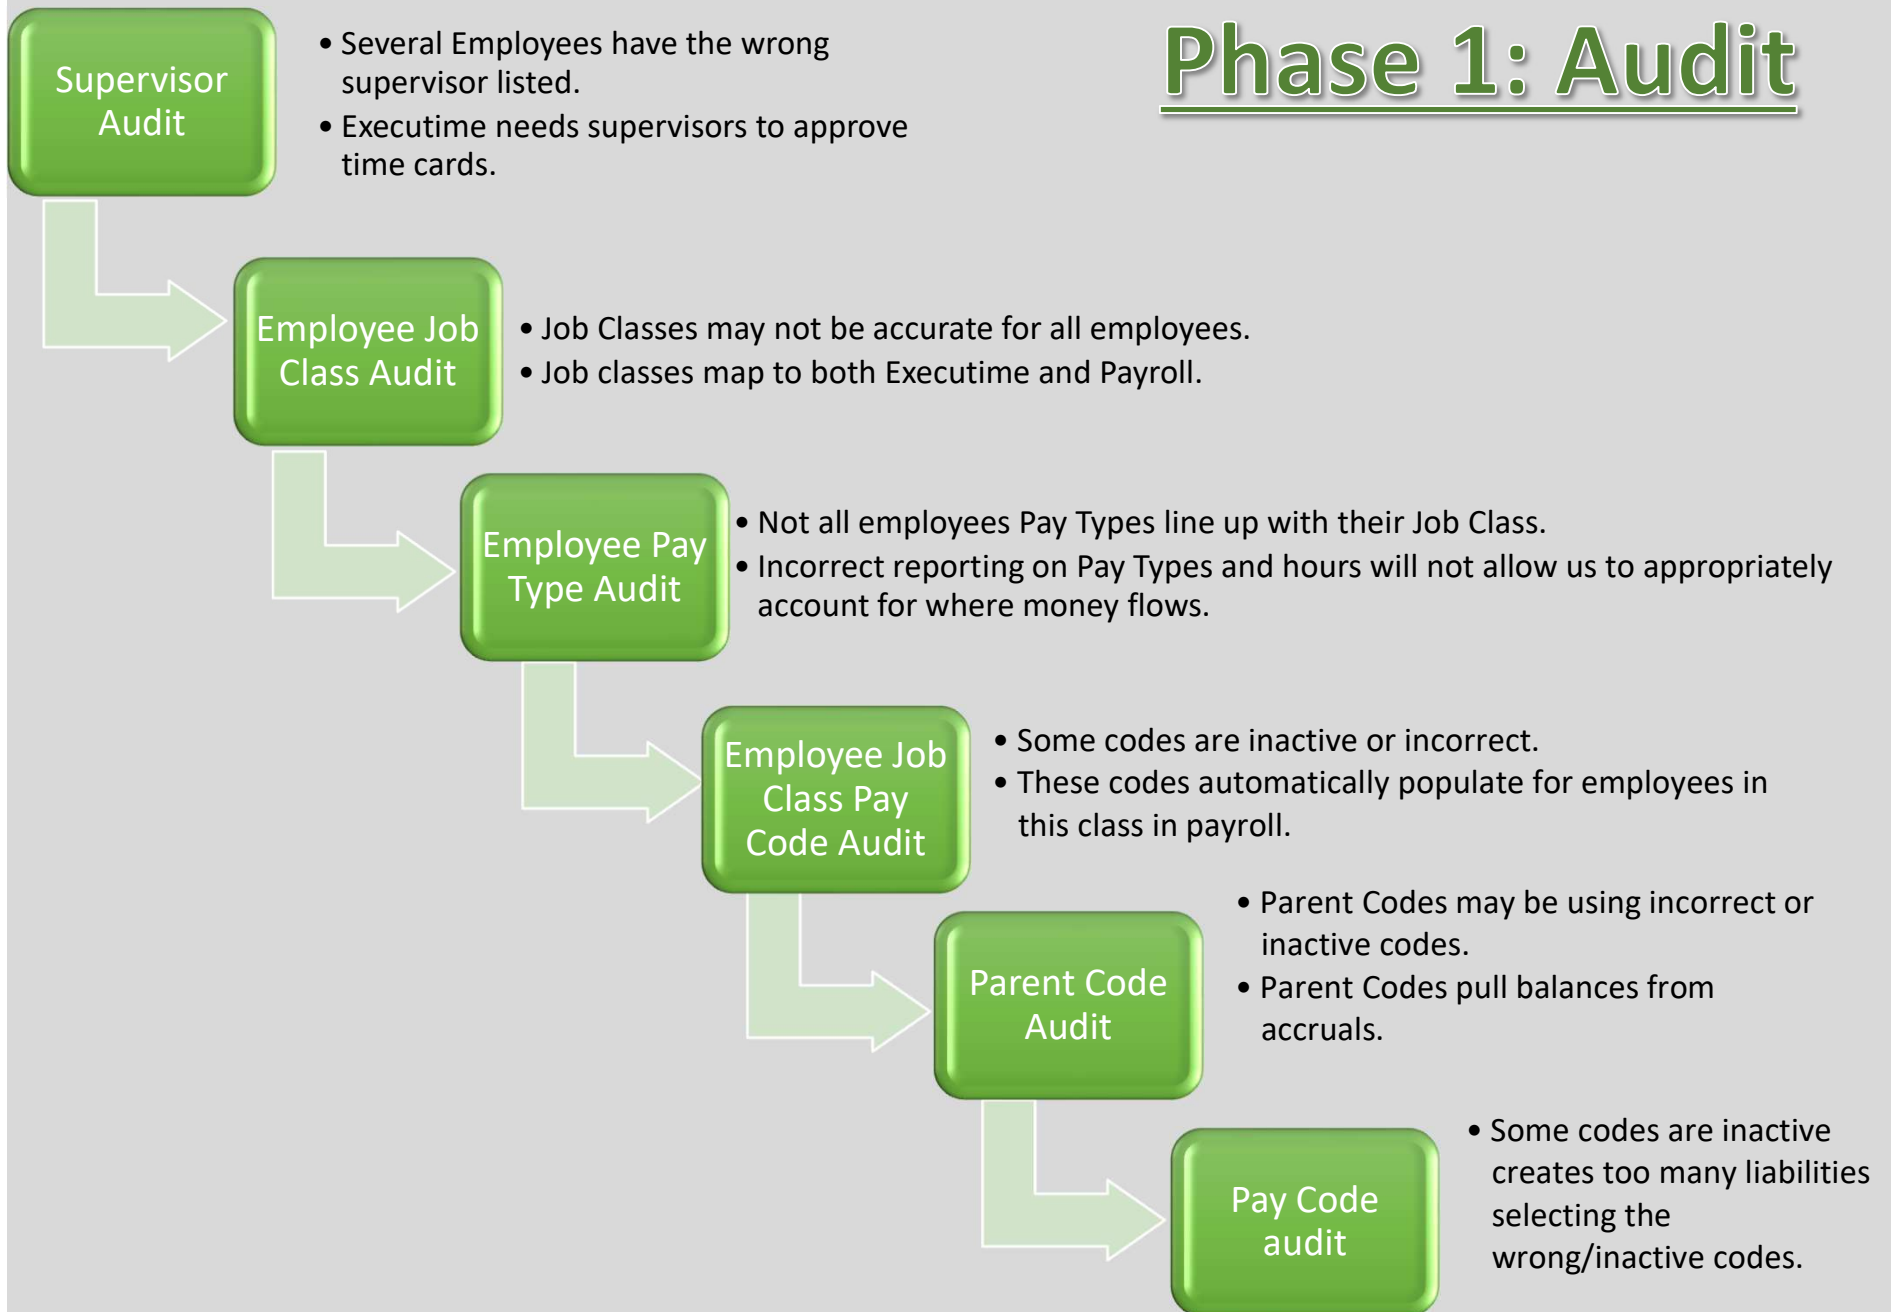 Phase 1: Audit
Supervisor
Audit
• Several Employees have the wrong
supervisor listed.
• Executime needs supervisors to approve
time cards.
Employee Job
Class Audit
• Job Classes may not be accurate for all employees.
• Job classes map to both Executime and Payroll.
Employee Pay
Type Audit
• Not all employees Pay Types line up with their Job Class.
• Incorrect reporting on Pay Types and hours will not allow us to appropriately
account for where money flows.
Employee Job
Class Pay
Code Audit
• Some codes are inactive or incorrect.
• These codes automatically populate for employees in
this class in payroll.
Parent Code
Audit
• Parent Codes may be using incorrect or
inactive codes.
• Parent Codes pull balances from
accruals.
Pay Code
audit
• Some codes are inactive
creates too many liabilities
selecting the
wrong/inactive codes.